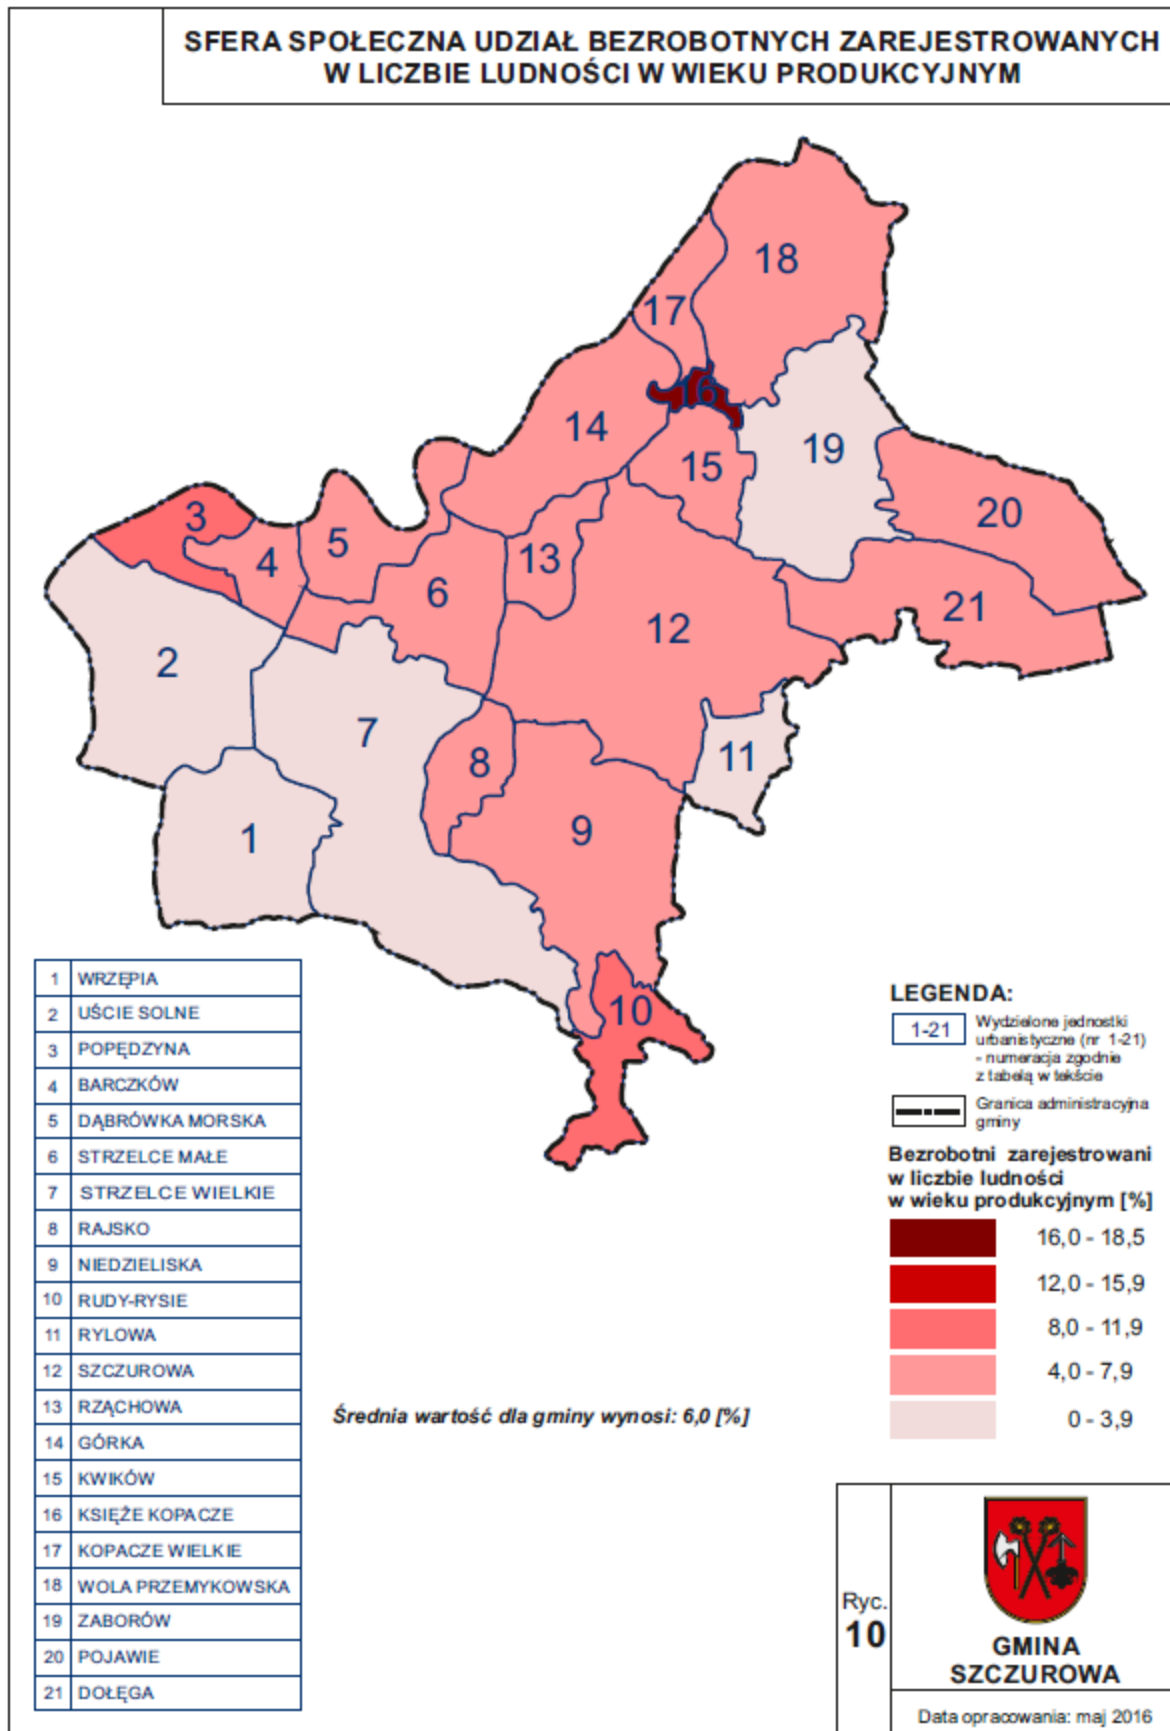 SFERA SPOŁECZNA UDZIAŁ BEZROBOTNYCH ZAREJESTROWANYCH
W LICZBIE LUDNOŚCI W WIEKU PRODUKCYJNYM
18
17
16
14
19
15
3
20
5
13
4
6
21
12
2
7
11
8
9
1
10
1 WRZĘPIA
2 UŚCIE SOLNE
3 POPĘDZYNA
4 BARCZKÓW
5 DĄBRÓWKA MORSKA
6 STRZELCE MAŁE
7 STRZELCE WIELKIE
8 RAJSKO
9 NIEDZIELISKA
10 RUDY-RYSIE
11 RYLOWA
12 SZCZUROWA
13 RZĄCHOWA
14 GÓRKA
15 KWIKÓW
16 KSIĘŻE KOPACZE
17 KOPACZE WIELKIE
18 WOLA PRZEMYKOWSKA
19 ZABORÓW
20 POJAWIE
21 DOŁĘGA
Średnia wartość dla gminy wynosi: 6,0 [%]
LEGENDA:
1-21
Wydzielone jednostki
urbanistyczne (nr 1-21)
- numeracja zgodnie
z tabelą w tekście
Granica administracyjna
gminy
Bezrobotni zarejestrowani
w liczbie ludności
w wieku produkcyjnym [%]
16,0 - 18,5
12,0 - 15,9
8,0 - 11,9
4,0 - 7,9
0 - 3,9
Ryc.
10
GMINA
SZCZUROWA
Data opracowania: maj 2016